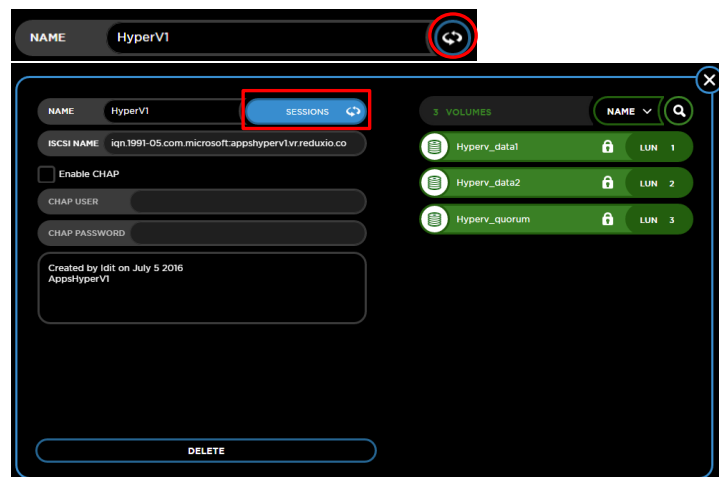 NAME HyperV1
NAME HyperV1 SESSIONS
ISCSI NAME iqn.1991-05.com.microsoft:appshyperv1.vr.reduxio.co
Enable CHAP
CHAP USER
CHAP PASSWORD
Created by Idit on July 5 2016
AppsHyperV1
DELETE
3 VOLUMES NAME
Hyperv_data1 LUN 1
Hyperv_data2 LUN 2
Hyperv_quorum LUN 3